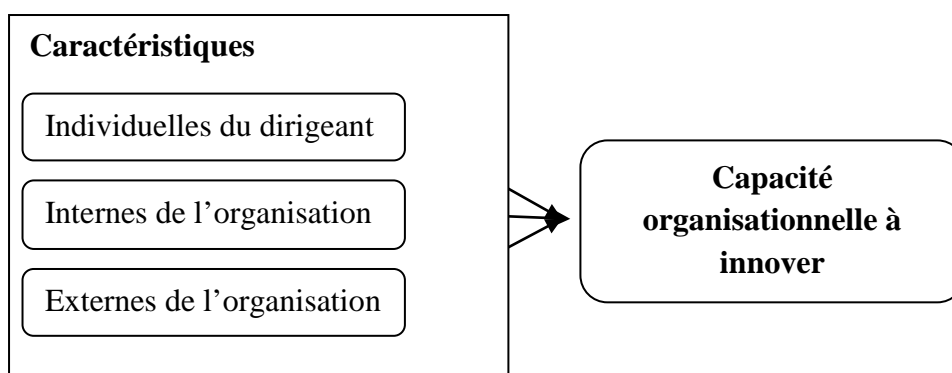 Caractéristiques
Individuelles du dirigeant
Internes de l’organisation
Externes de l’organisation
Capacité
organisationnelle à
innover